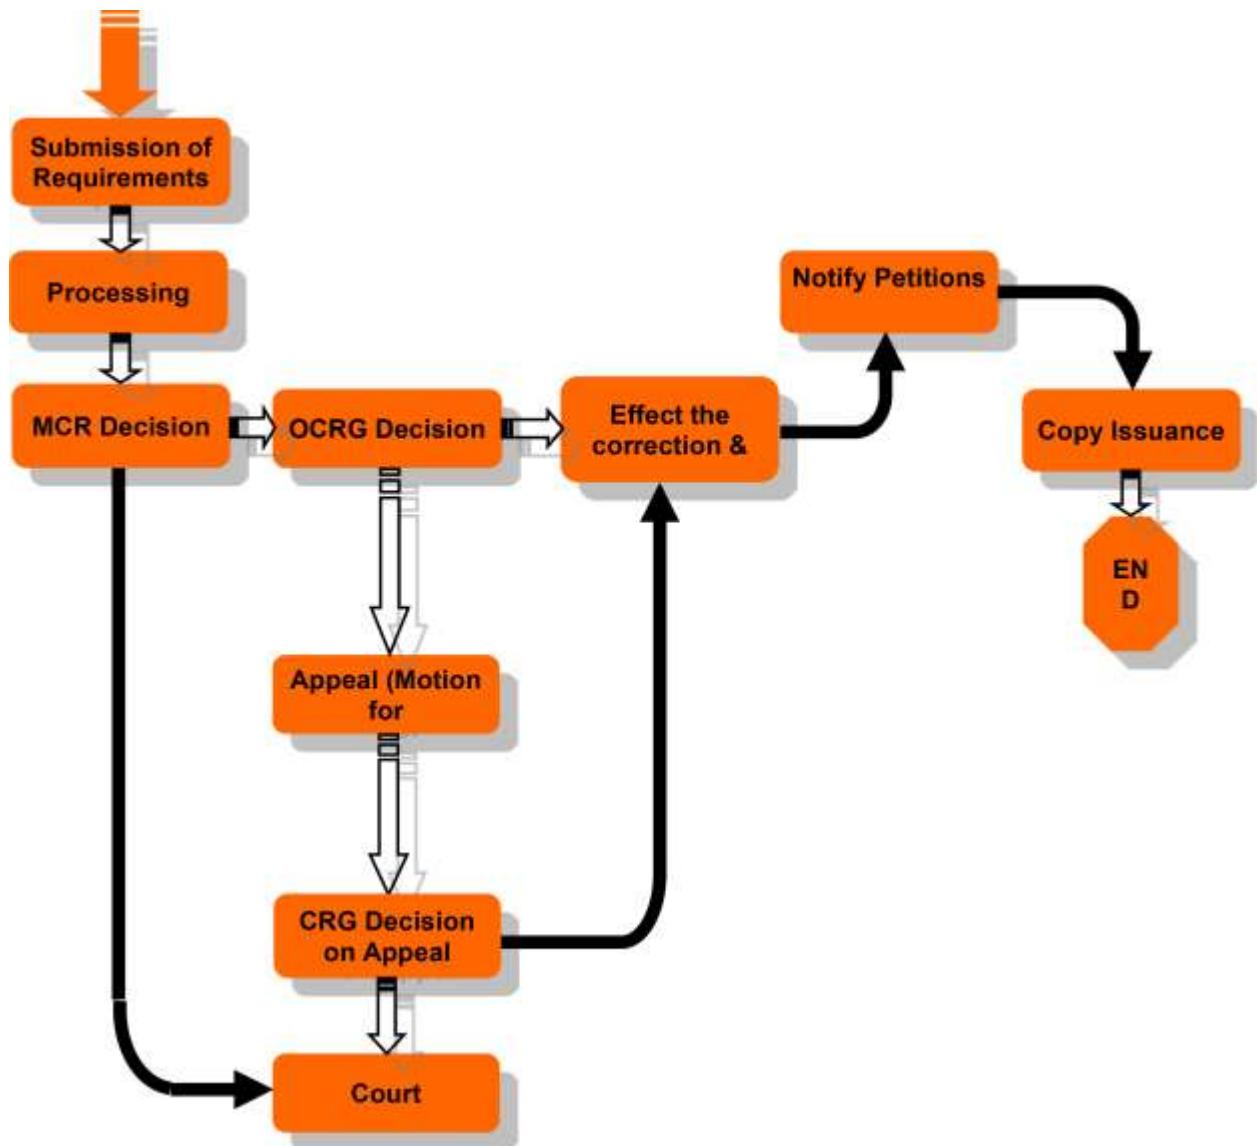 Submission of
Requirements
Processing
MCR Decision
OCRG Decision
Effect the
correction &
Notify Petitions
Copy Issuance
EN
D
Appeal (Motion
for
CRG Decision
on Appeal
Court